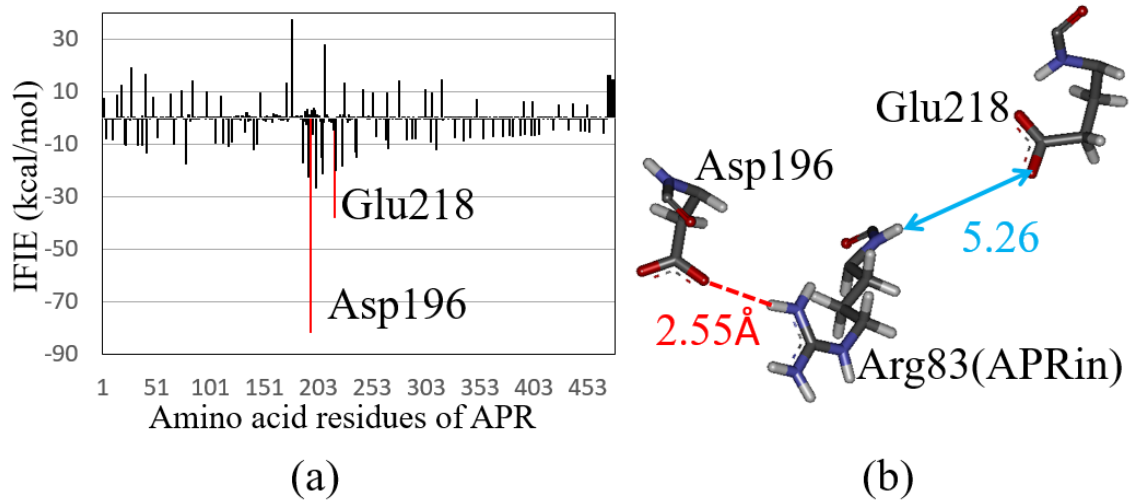 30
10
-10
-30
-50
-70
-90
IFIE (kcal/mol)
Glu218
Asp196
1 51 101 151 203 253 303 353 403 453
Amino acid residues of APR
(a)
Glu218
Asp196
5.26
2.55Å
Arg83(APRin)
(b)